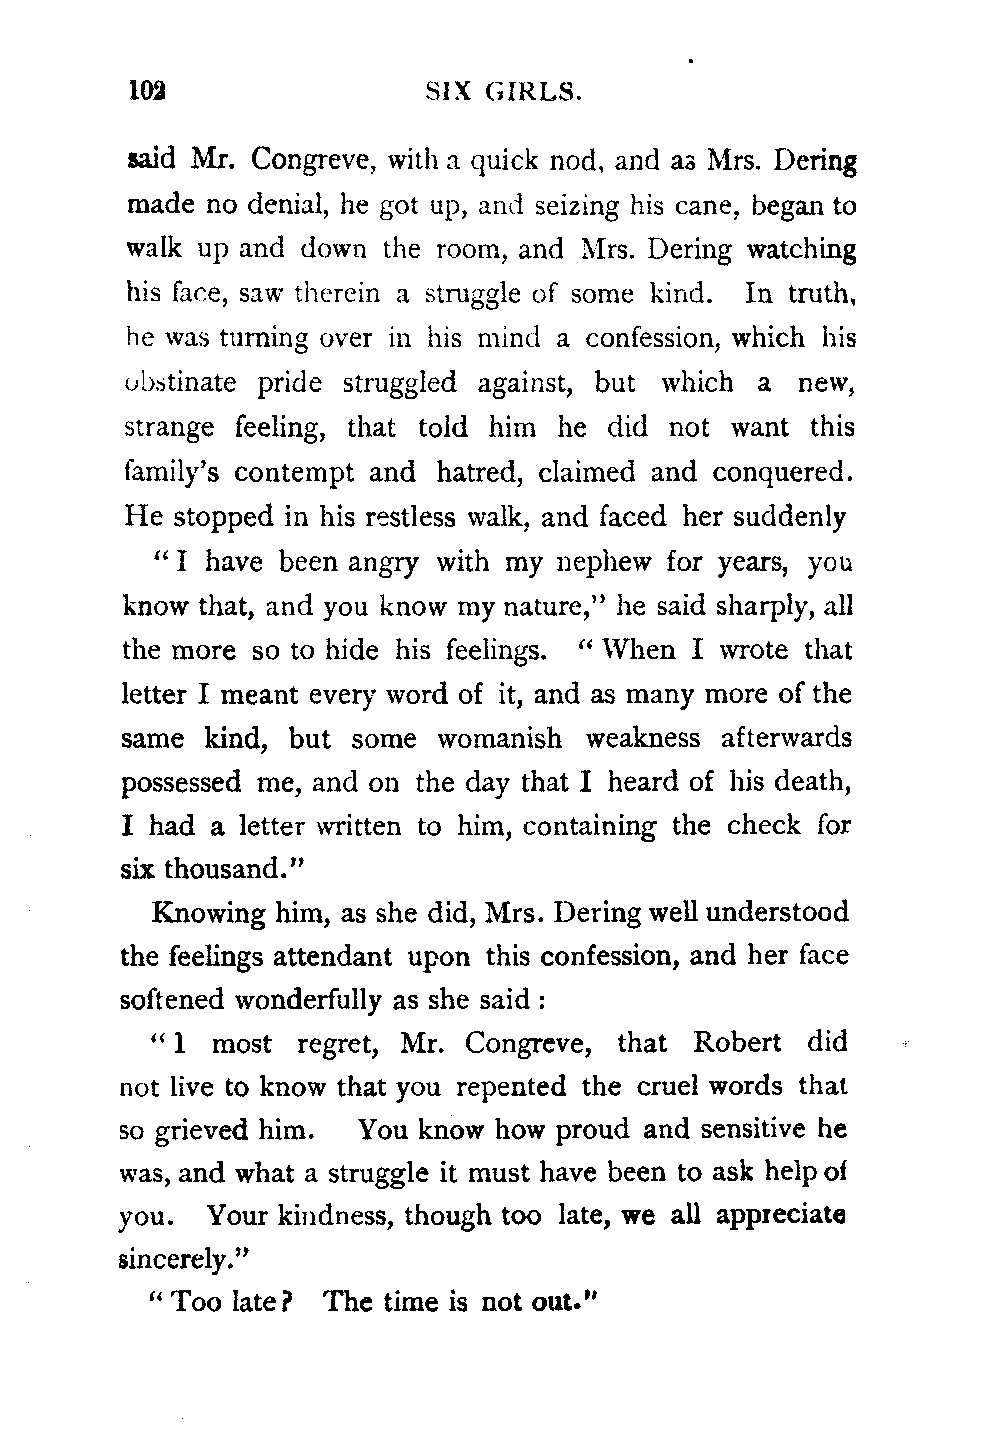 102 SIX GIRLS.
said Mr. Congreve, with a quick nod, and as Mrs. Dering
made no denial, he got up, and seizing his cane, began to
walk up and down the room, and Mrs. Dering watching
his face, saw therein a struggle of some kind. In truth,
he was turning over in his mind a confession, which his
obstinate pride struggled against, but which a new,
strange feeling, that told him he did not want this
family's contempt and hatred, claimed and conquered.
He stopped in his restless walk, and faced her suddenly
“ I have been angry with my nephew for years, you
know that, and you know my nature,” he said sharply, all
the more so to hide his feelings. “ When I wrote that
letter I meant every word of it, and as many more of the
same kind, but some womanish weakness afterwards
possessed me, and on the day that I heard of his death,
I had a letter written to him, containing the check for
six thousand.”
Knowing him, as she did, Mrs. Dering well understood
the feelings attendant upon this confession, and her face
softened wonderfully as she said :
“ I most regret, Mr. Congreve, that Robert did
not live to know that you repented the cruel words that
so grieved him. You know how proud and sensitive he
was, and what a struggle it must have been to ask help of
you. Your kindness, though too late, we all appreciate
sincerely.”
“ Too late? The time is not out.”